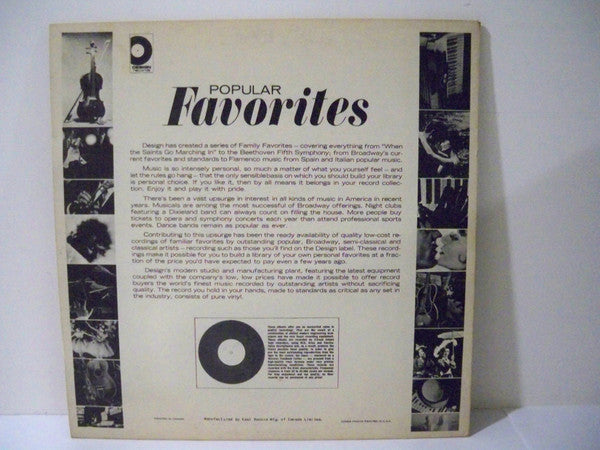 DESIGN
RECORDS
POPULAR
Favorites
Design has created a series of Family Favorites – covering everything from "When
the Saints Go Marching In" to the Beethoven Fifth Symphony, from Broadway's cur-
rent favorites and standards to Flamenco music from Spain and Italian popular music.
Music is so intensely personal, so much a matter of what you yourself feel – and
let the rules go hang – that the only sensible basis on which you should build your library
is personal choice. If you like it, then by all means it belongs in your record collec-
tion. Enjoy it and play it with pride.
There's been a vast upsurge in interest in all kinds of music in America in recent
years. Musicals are among the most successful of Broadway offerings. Night clubs
featuring a Dixieland band can always count on filling the house. More people buy
tickets to opera and symphony concerts each year than attend professional sports
events. Dance bands remain as popular as ever.
Contributing to this upsurge has been the ready availability of quality low-cost re-
cordings of familiar favorites by outstanding popular, Broadway, semi-classical and
classical artists – recording such as those you'll find on the Design label. These record-
ings make it possible for you to build a library of your own personal favorites at a frac-
tion of the price you'd have expected to pay even a few years ago.
Design's modern studio and manufacturing plant, featuring the latest equipment
coupled with the company's low, low prices have made it possible to offer record
buyers the world's finest music recorded by outstanding artists without sacrificing
quality. The record you hold in your hands, made to standards as critical as any set in
the industry, consists of pure vinyl.
Manufactured by Kest Record Mfg. of Canada Limited.